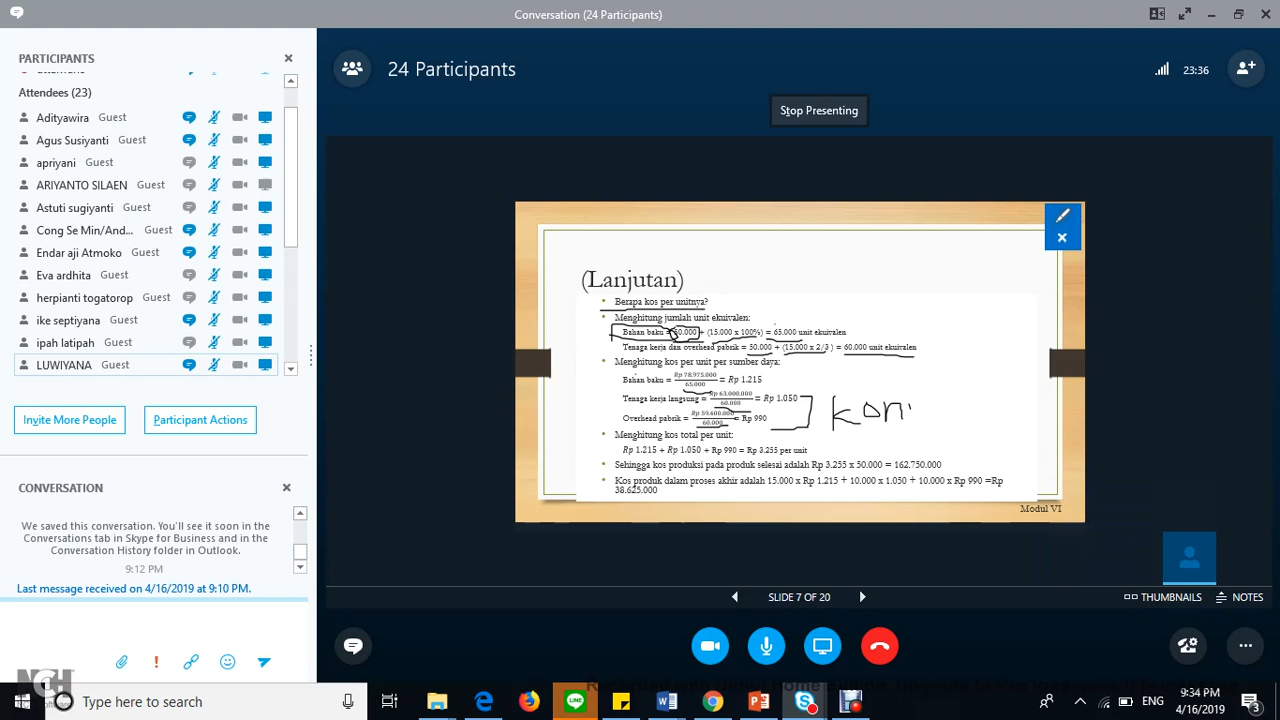 Conversation (24 Participants)
PARTICIPANTS
Attendees (23)
Adityawira Guest
Agus Susiyanti Guest
apriyani Guest
ARIYANTO SILAEN Guest
Astuti sugiyanti Guest
Cong Se Min/And... Guest
Endar aji Atmoko Guest
Eva ardhita Guest
herpianti togatorop Guest
ike septiyana Guest
ipah latipah Guest
LUWIYANA Guest
Invite More People
Participant Actions
CONVERSATION
We saved this conversation. You'll see it soon in the
Conversations tab in Skype for Business and in the
Conversation History folder in Outlook.
9:12 PM
Last message received on 4/16/2019 at 9:10 PM.
24 Participants
23:36
Stop Presenting
(Lanjutan)
• Berapa kos per unitnya?
• Menghitung jumlah unit ekuivalen:
Bahan baku = 50.000 + (15.000 x 100%) = 65.000 unit ekuivalen
Tenaga kerja dan overhead pabrik = 50.000 + (15.000 x 2/3 ) = 60.000 unit ekuivalen
• Menghitung kos per unit per sumber daya:
Bahan baku = Rp 78.975.000 / 65.000 = Rp 1.215
Tenaga kerja langsung = Rp 63.000.000 / 60.000 = Rp 1.050
Overhead pabrik = Rp 59.400.000 / 60.000 = Rp 990
kon
• Menghitung kos total per unit:
Rp 1.215 + Rp 1.050 + Rp 990 = Rp 3.255 per unit
• Sehingga kos produksi pada produk selesai adalah Rp 3.255 x 50.000 = 162.750.000
• Kos produk dalam proses akhir adalah 15.000 x Rp 1.215 + 10.000 x 1.050 + 10.000 x Rp 990 =Rp
38.625.000
Modul VI
SLIDE 7 OF 20
THUMBNAILS
NOTES
NCH
Type here to search
ENG
9:34 PM
4/16/2019
3